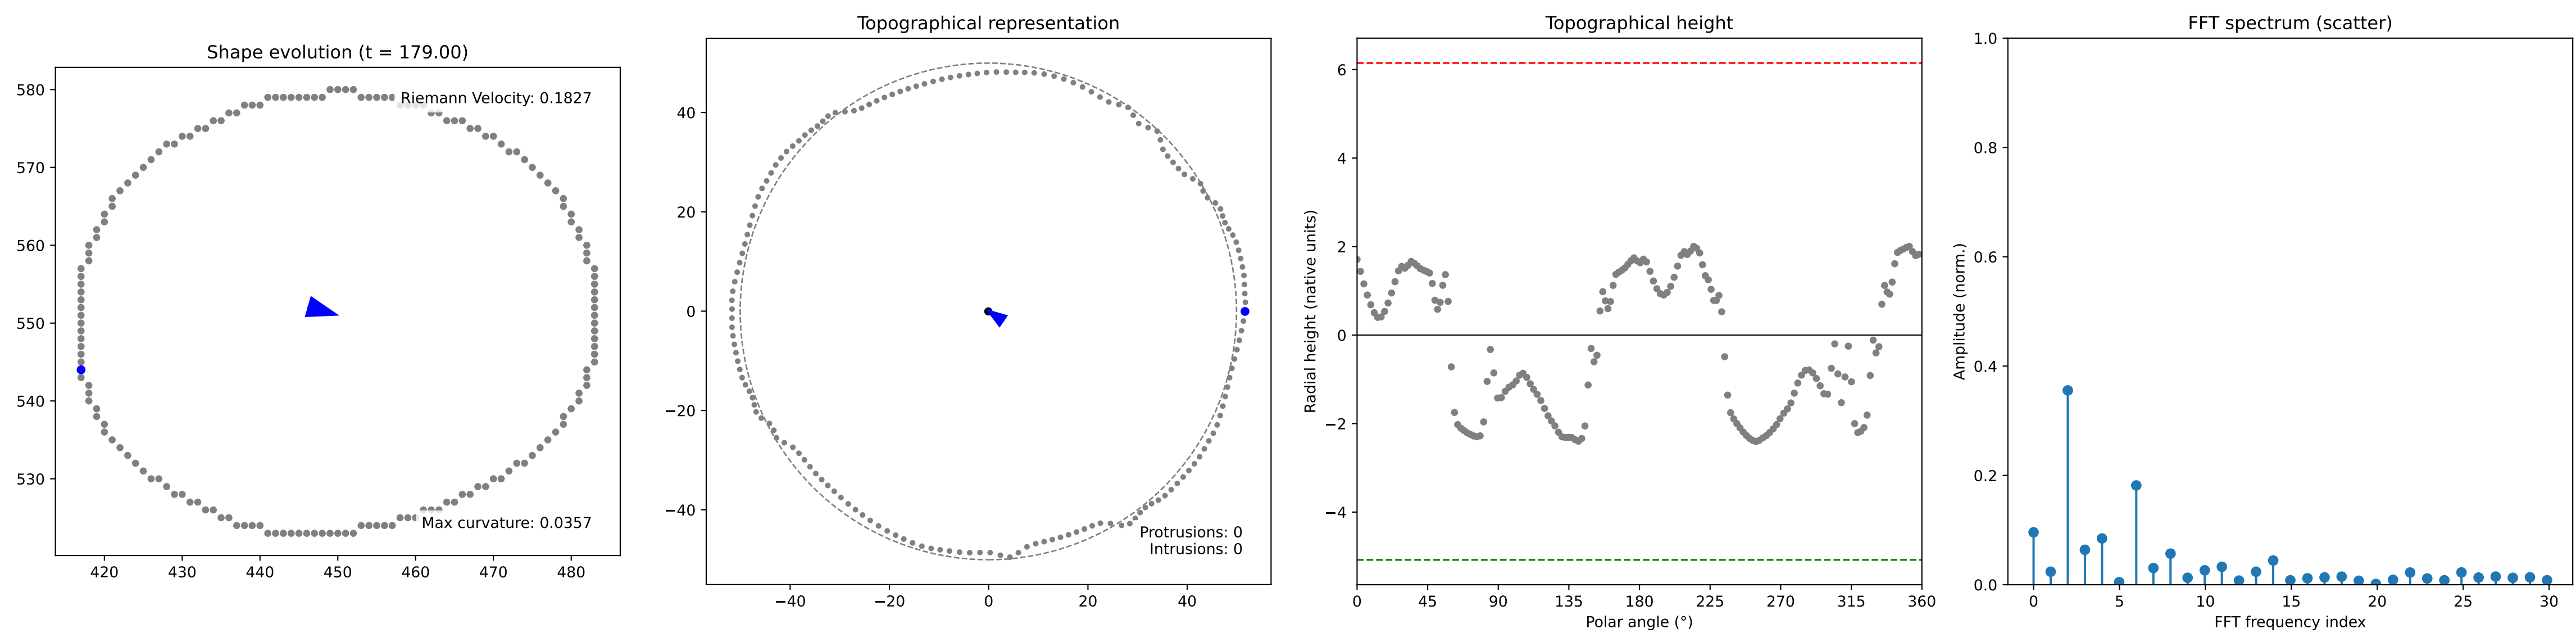 Shape evolution (t = 179.00)
Riemann Velocity: 0.1827
Max curvature: 0.0357
580
570
560
550
540
530
420 430 440 450 460 470 480
Topographical representation
40
20
0
−20
−40
−40 −20 0 20 40
Protrusions: 0
Intrusions: 0
Topographical height
Radial height (native units)
6
4
2
0
−2
−4
0 45 90 135 180 225 270 315 360
Polar angle (°)
FFT spectrum (scatter)
Amplitude (norm.)
1.0
0.8
0.6
0.4
0.2
0.0
0 5 10 15 20 25 30
FFT frequency index